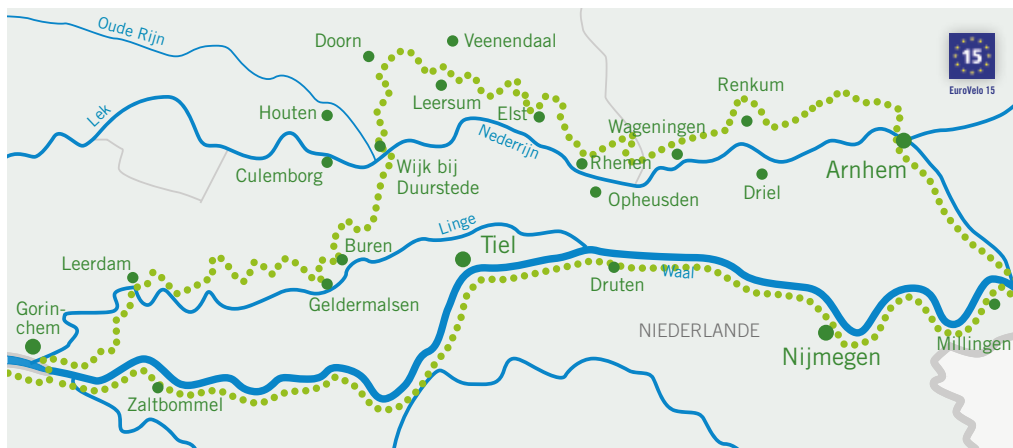 Oude Rijn
Doorn
Veenendaal
15
EuroVelo 15
Renkum
Leersum
Lek
Houten
Elst
Wageningen
Nederrijn
Rhenen
Arnhem
Culemborg
Wijk bij
Duurstede
Driel
Opheusden
Linge
Tiel
Buren
Leerdam
Waal
Druten
Geldermalsen
Gorin-
chem
NIEDERLANDE
Millingen
Nijmegen
Zaltbommel